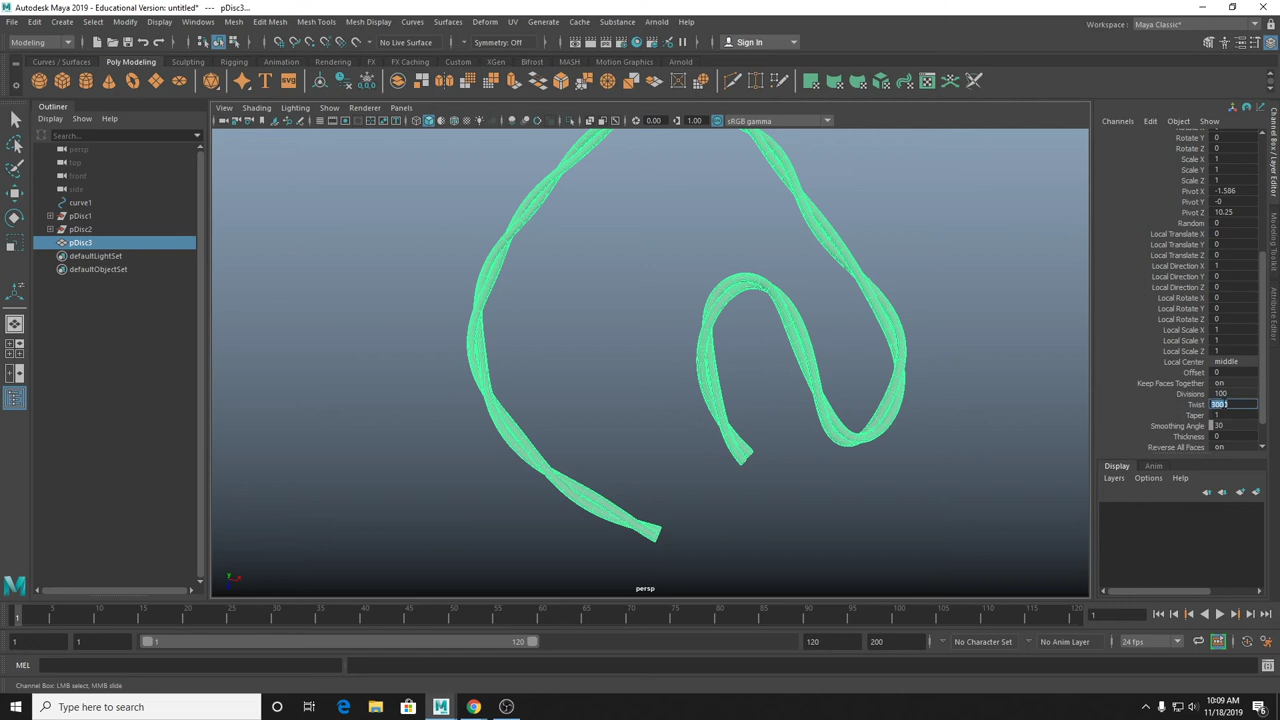 Autodesk Maya 2019 - Educational Version: untitled* --- pDisc3...
File Edit Create Select Modify Display Windows Mesh Edit Mesh Mesh Tools Mesh Display Curves Surfaces Deform UV Generate Cache Substance Arnold Help
Workspace : Maya Classic*
Modeling
No Live Surface
Symmetry: Off
Sign In
Curves / Surfaces Poly Modeling Sculpting Rigging Animation Rendering FX FX Caching Custom XGen Bifrost MASH Motion Graphics Arnold
Outliner
Display Show Help
Search...
persp
top
front
side
curve1
pDisc1
pDisc2
pDisc3
defaultLightSet
defaultObjectSet
View Shading Lighting Show Renderer Panels
0.00
1.00
sRGB gamma
persp
Channels Edit Object Show
Rotate Y 0
Rotate Z 0
Scale X 1
Scale Y 1
Scale Z 1
Pivot X -1.586
Pivot Y -0
Pivot Z 10.25
Random 0
Local Translate X 0
Local Translate Y 0
Local Translate Z 0
Local Direction X 1
Local Direction Y 0
Local Direction Z 0
Local Rotate X 0
Local Rotate Y 0
Local Rotate Z 0
Local Scale X 1
Local Scale Y 1
Local Scale Z 1
Local Center middle
Offset 0
Keep Faces Together on
Divisions 100
Twist
Taper 1
Smoothing Angle 30
Thickness 0
Reverse All Faces on
Display Anim
Layers Options Help
Channel Box / Layer Editor
Modeling Toolkit
Attribute Editor
5 10 15 20 25 30 35 40 45 50 55 60 65 70 75 80 85 90 95 100 105 110 115 120
1
1
1
1
120
120
200
No Character Set
No Anim Layer
24 fps
MEL
Channel Box: LMB select, MMB slide
Type here to search
10:09 AM
11/18/2019
6